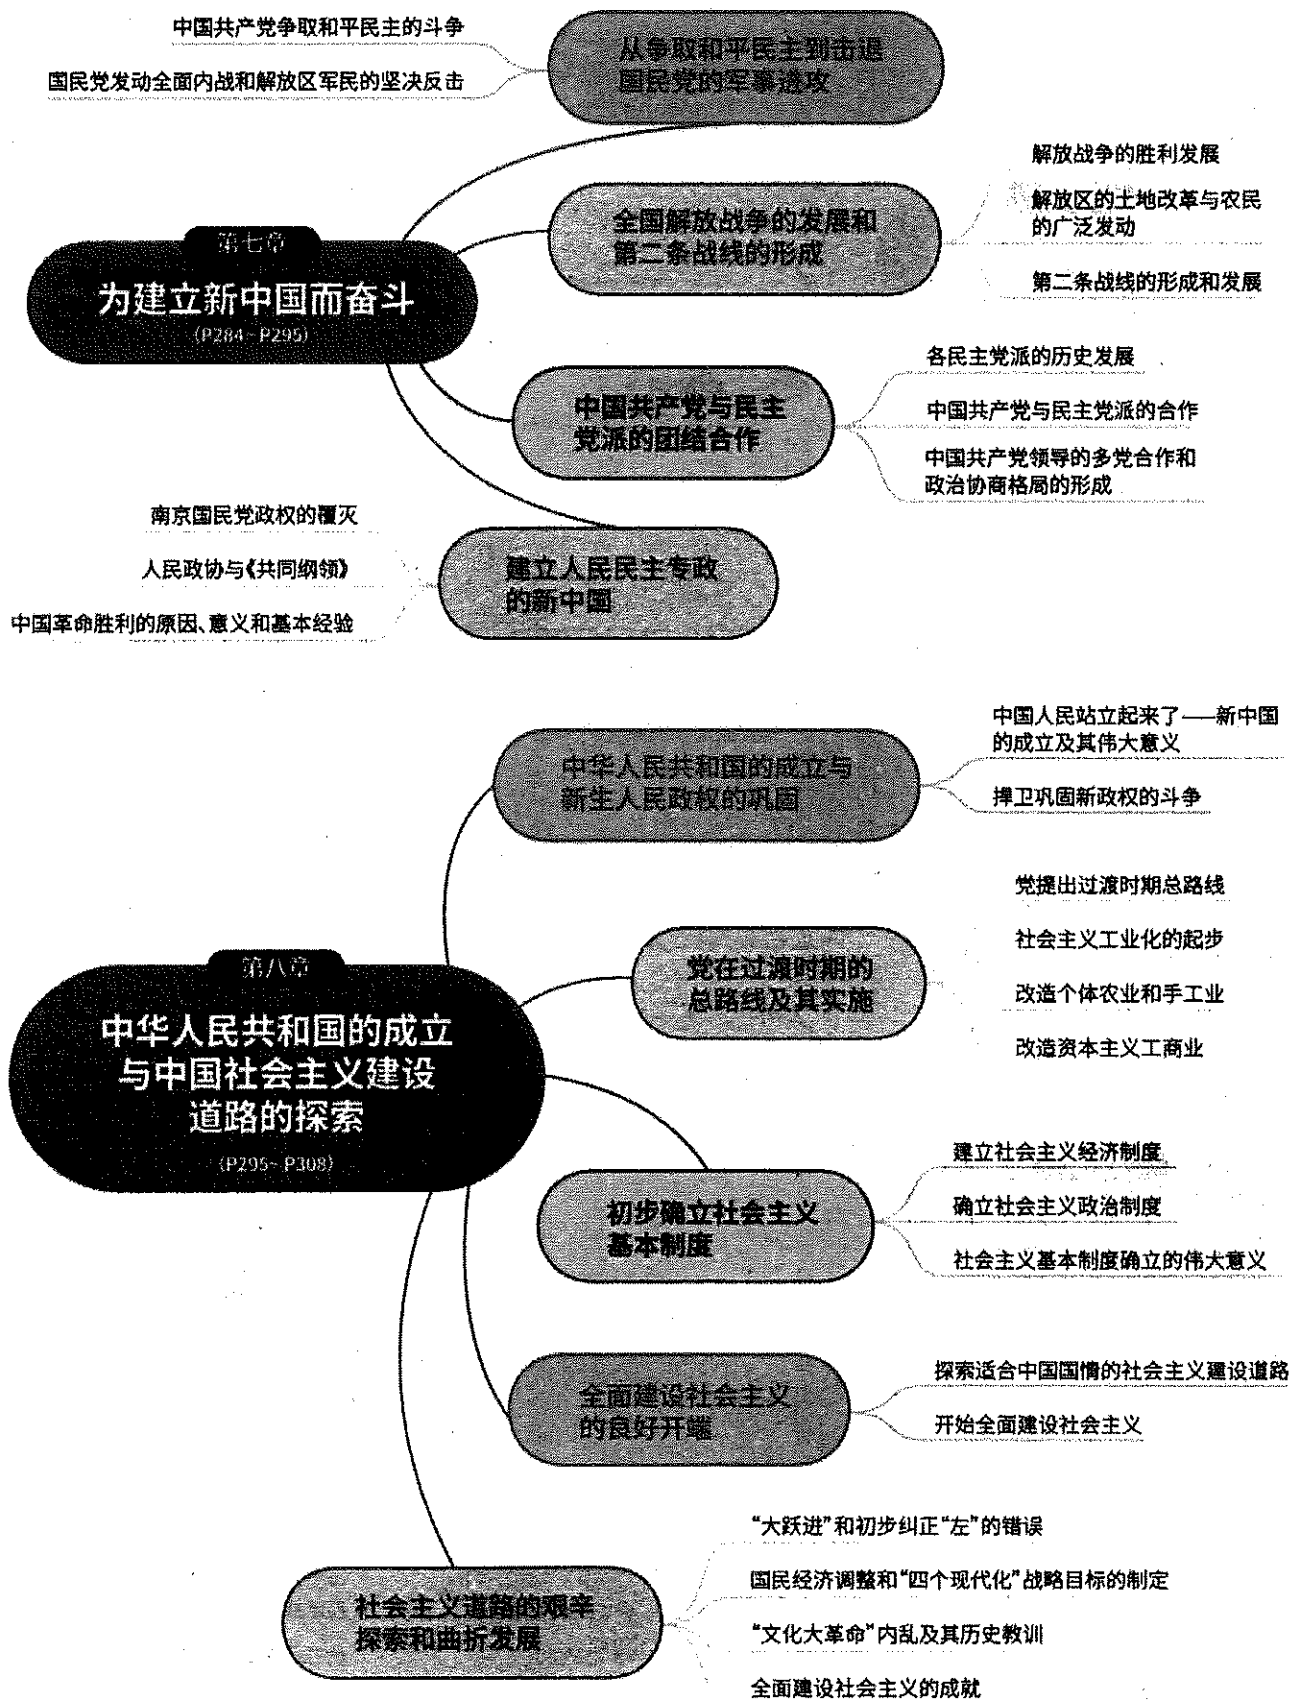 中国共产党争取和平民主的斗争
国民党发动全面内战和解放区军民的坚决反击
从争取和平民主到击退
国民党的军事进攻
第七章
为建立新中国而奋斗
(P284~P295)
全国解放战争的发展和
第二条战线的形成
解放战争的胜利发展
解放区的土地改革与农民
的广泛发动
第二条战线的形成和发展
中国共产党与民主
党派的团结合作
各民主党派的历史发展
中国共产党与民主党派的合作
中国共产党领导的多党合作和
政治协商格局的形成
建立人民民主专政
的新中国
南京国民党政权的覆灭
人民政协与《共同纲领》
中国革命胜利的原因、意义和基本经验
第八章
中华人民共和国的成立
与中国社会主义建设
道路的探索
(P295~P308)
中华人民共和国的成立与
新生人民政权的巩固
中国人民站立起来了——新中国
的成立及其伟大意义
捍卫巩固新政权的斗争
党在过渡时期的
总路线及其实施
党提出过渡时期总路线
社会主义工业化的起步
改造个体农业和手工业
改造资本主义工商业
初步确立社会主义
基本制度
建立社会主义经济制度
确立社会主义政治制度
社会主义基本制度确立的伟大意义
全面建设社会主义
的良好开端
探索适合中国国情的社会主义建设道路
开始全面建设社会主义
社会主义道路的艰辛
探索和曲折发展
“大跃进”和初步纠正“左”的错误
国民经济调整和“四个现代化”战略目标的制定
“文化大革命”内乱及其历史教训
全面建设社会主义的成就